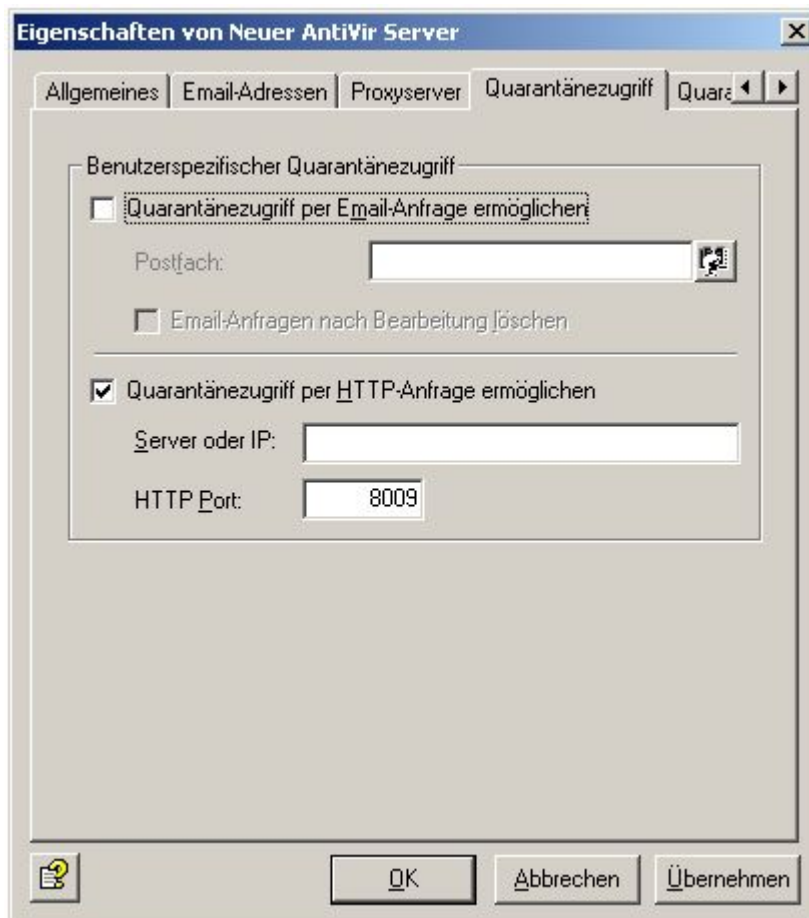 Eigenschaften von Neuer AntiVir Server
Allgemeines Email-Adressen Proxyserver Quarantänezugriff Quara
Benutzerspezifischer Quarantänezugriff
Quarantänezugriff per Email-Anfrage ermöglichen
Postfach:
Email-Anfragen nach Bearbeitung löschen
Quarantänezugriff per HTTP-Anfrage ermöglichen
Server oder IP:
HTTP Port: 8009
OK Abbrechen Übernehmen